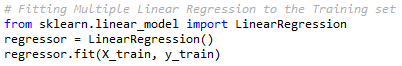 # Fitting Multiple Linear Regression to the Training set
from sklearn.linear_model import LinearRegression
regressor = LinearRegression()
regressor.fit(X_train, y_train)